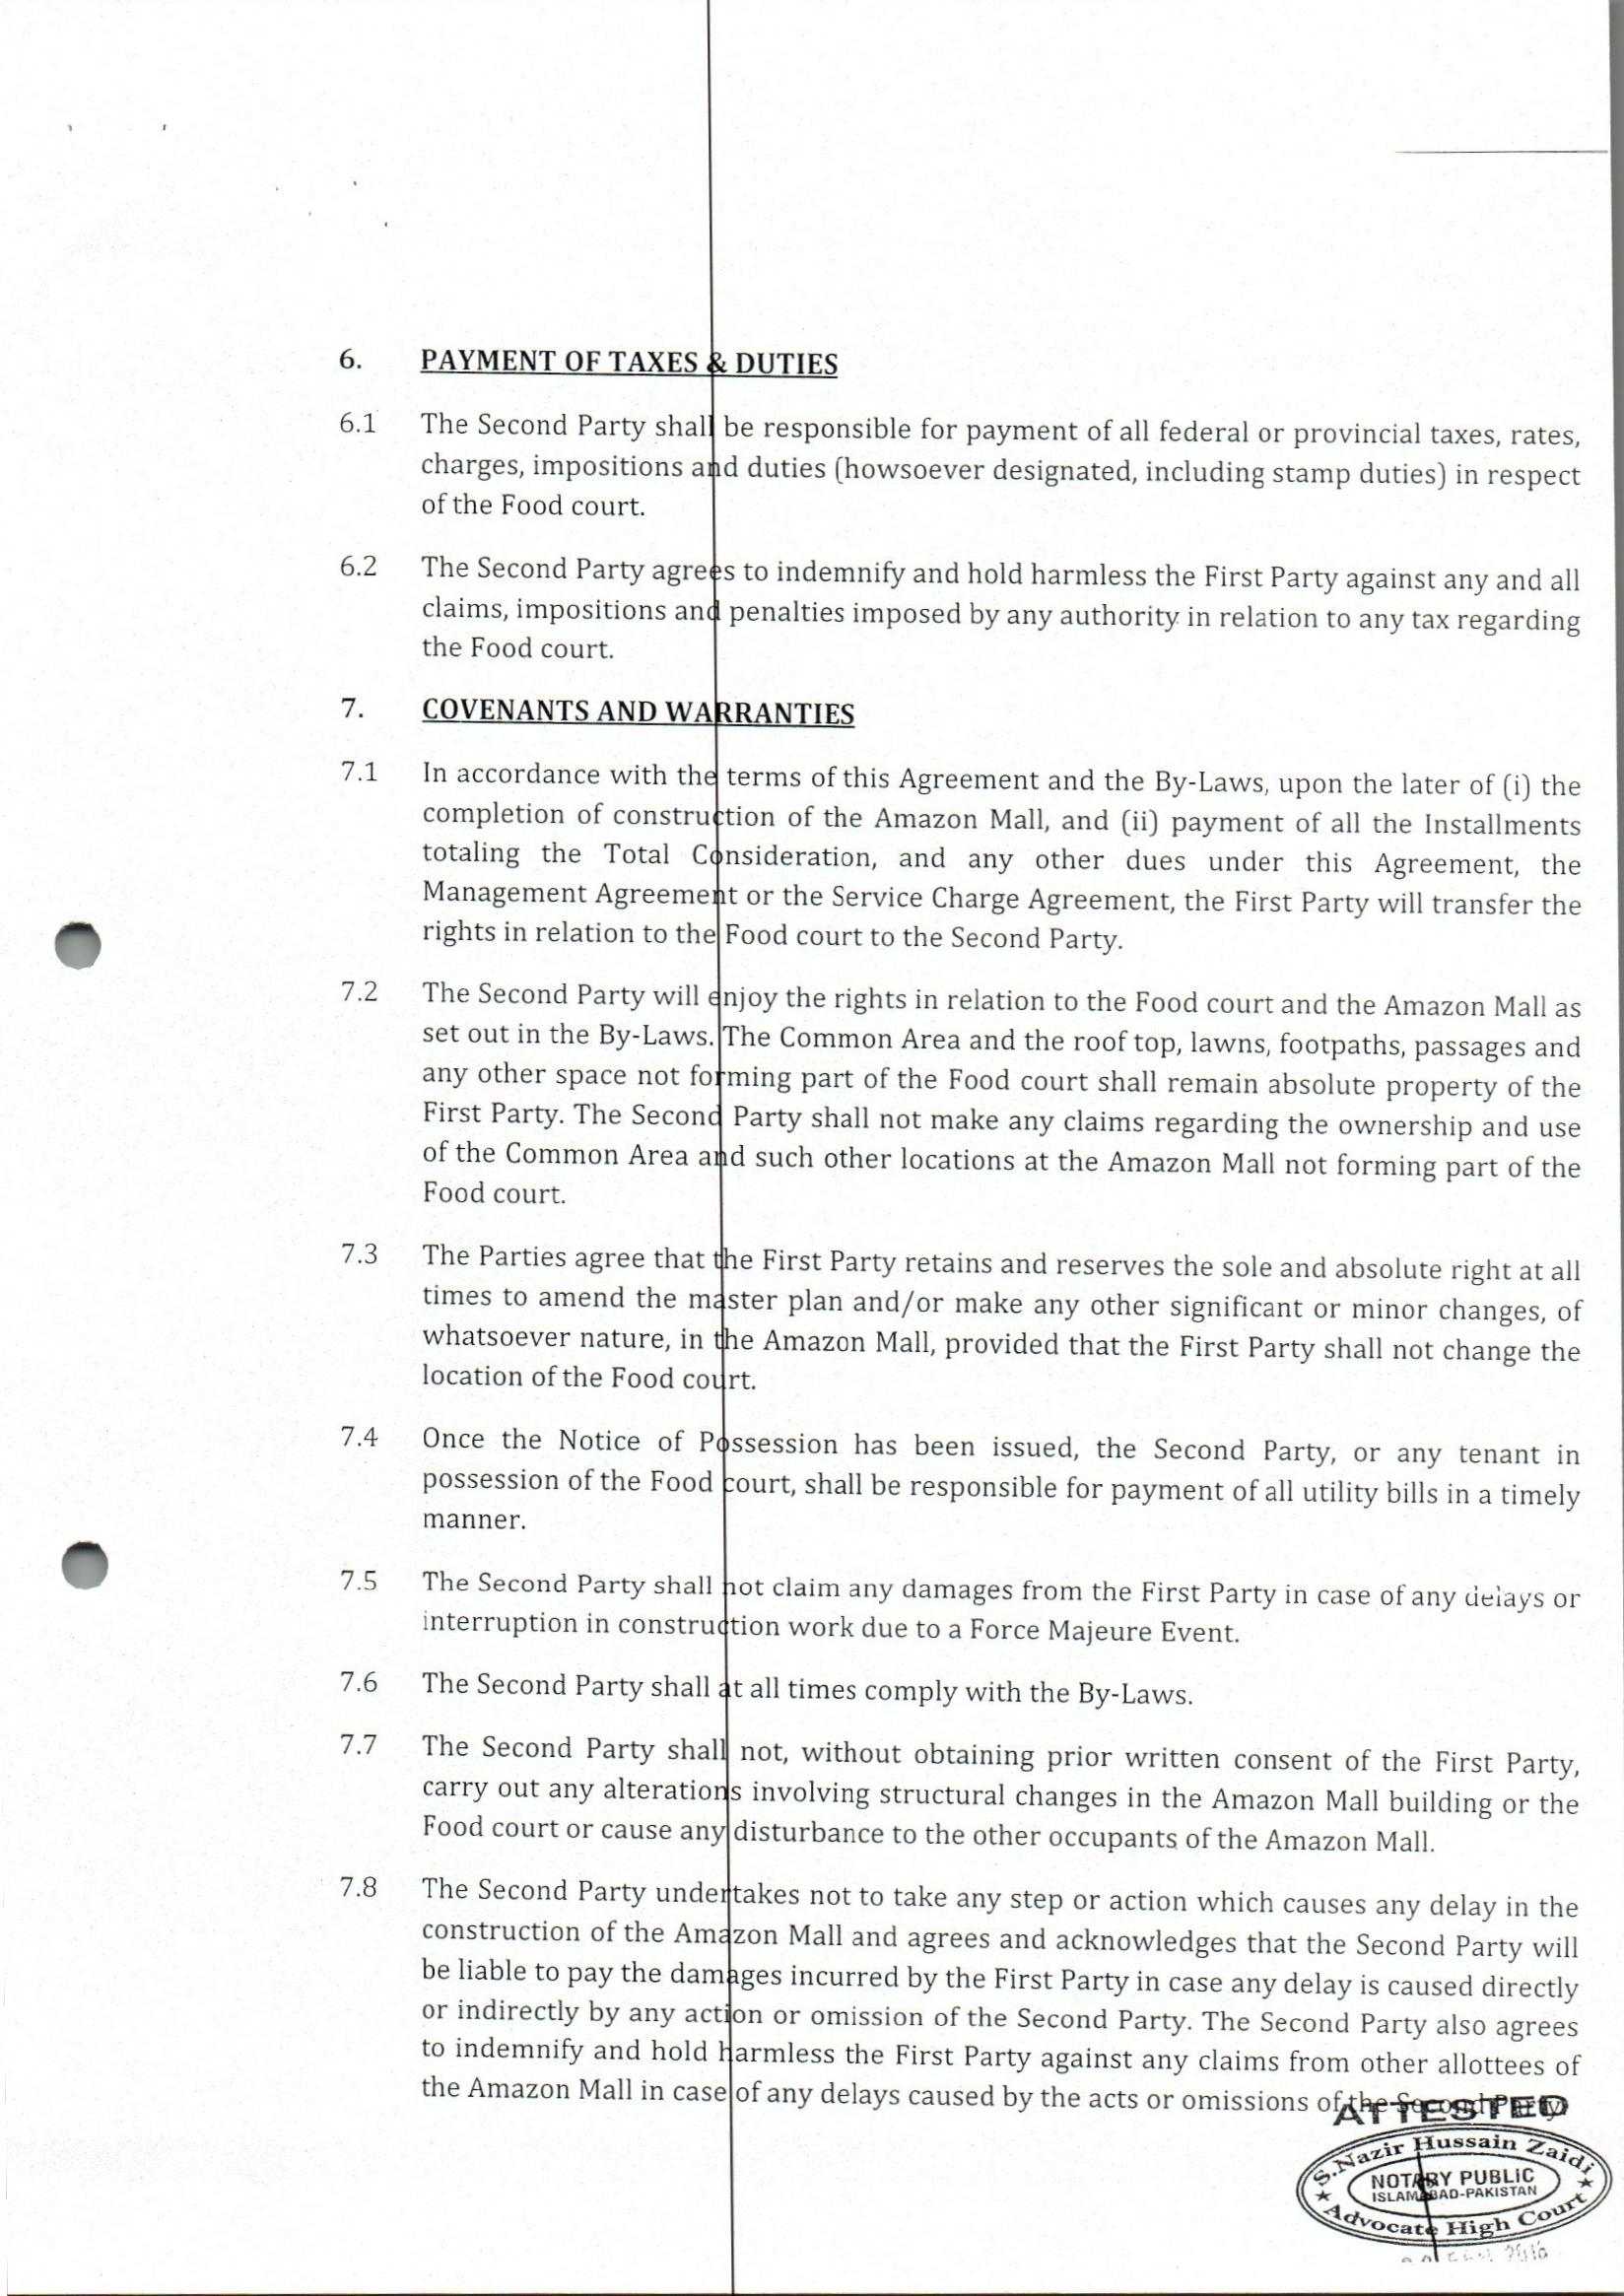 6. PAYMENT OF TAXES & DUTIES
6.1 The Second Party shall be responsible for payment of all federal or provincial taxes, rates,
charges, impositions and duties (howsoever designated, including stamp duties) in respect
of the Food court.
6.2 The Second Party agrees to indemnify and hold harmless the First Party against any and all
claims, impositions and penalties imposed by any authority in relation to any tax regarding
the Food court.
7. COVENANTS AND WARRANTIES
7.1 In accordance with the terms of this Agreement and the By-Laws, upon the later of (i) the
completion of construction of the Amazon Mall, and (ii) payment of all the Installments
totaling the Total Consideration, and any other dues under this Agreement, the
Management Agreement or the Service Charge Agreement, the First Party will transfer the
rights in relation to the Food court to the Second Party.
7.2 The Second Party will enjoy the rights in relation to the Food court and the Amazon Mall as
set out in the By-Laws. The Common Area and the roof top, lawns, footpaths, passages and
any other space not forming part of the Food court shall remain absolute property of the
First Party. The Second Party shall not make any claims regarding the ownership and use
of the Common Area and such other locations at the Amazon Mall not forming part of the
Food court.
7.3 The Parties agree that the First Party retains and reserves the sole and absolute right at all
times to amend the master plan and/or make any other significant or minor changes, of
whatsoever nature, in the Amazon Mall, provided that the First Party shall not change the
location of the Food court.
7.4 Once the Notice of Possession has been issued, the Second Party, or any tenant in
possession of the Food court, shall be responsible for payment of all utility bills in a timely
manner.
7.5 The Second Party shall not claim any damages from the First Party in case of any delays or
interruption in construction work due to a Force Majeure Event.
7.6 The Second Party shall at all times comply with the By-Laws.
7.7 The Second Party shall not, without obtaining prior written consent of the First Party,
carry out any alterations involving structural changes in the Amazon Mall building or the
Food court or cause any disturbance to the other occupants of the Amazon Mall.
7.8 The Second Party undertakes not to take any step or action which causes any delay in the
construction of the Amazon Mall and agrees and acknowledges that the Second Party will
be liable to pay the damages incurred by the First Party in case any delay is caused directly
or indirectly by any action or omission of the Second Party. The Second Party also agrees
to indemnify and hold harmless the First Party against any claims from other allottees of
the Amazon Mall in case of any delays caused by the acts or omissions of the Second Party.
ATTESTED
S.Nazir Hussain Zaidi
NOTARY PUBLIC
ISLAMABAD-PAKISTAN
Advocate High Court
2016